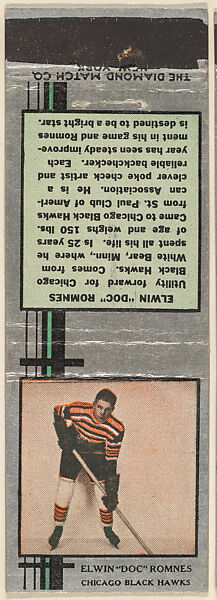 THE DIAMOND MATCH CO.
NEW YORK
ELWIN "DOC" ROMNES
Utility forward for Chicago
Black Hawks. Comes from
White, Bear, Minn., where he
spent all his life. Is 25 years
of age and weighs 150 lbs.
Came to Chicago Black Hawks
from St. Paul Club of Ameri-
can Association. He is a
clever poke check artist and
reliable backchecker. Each
year has seen steady improve-
ment in his game and Romnes
is destined to be a bright star.
ELWIN "DOC" ROMNES
CHICAGO BLACK HAWKS